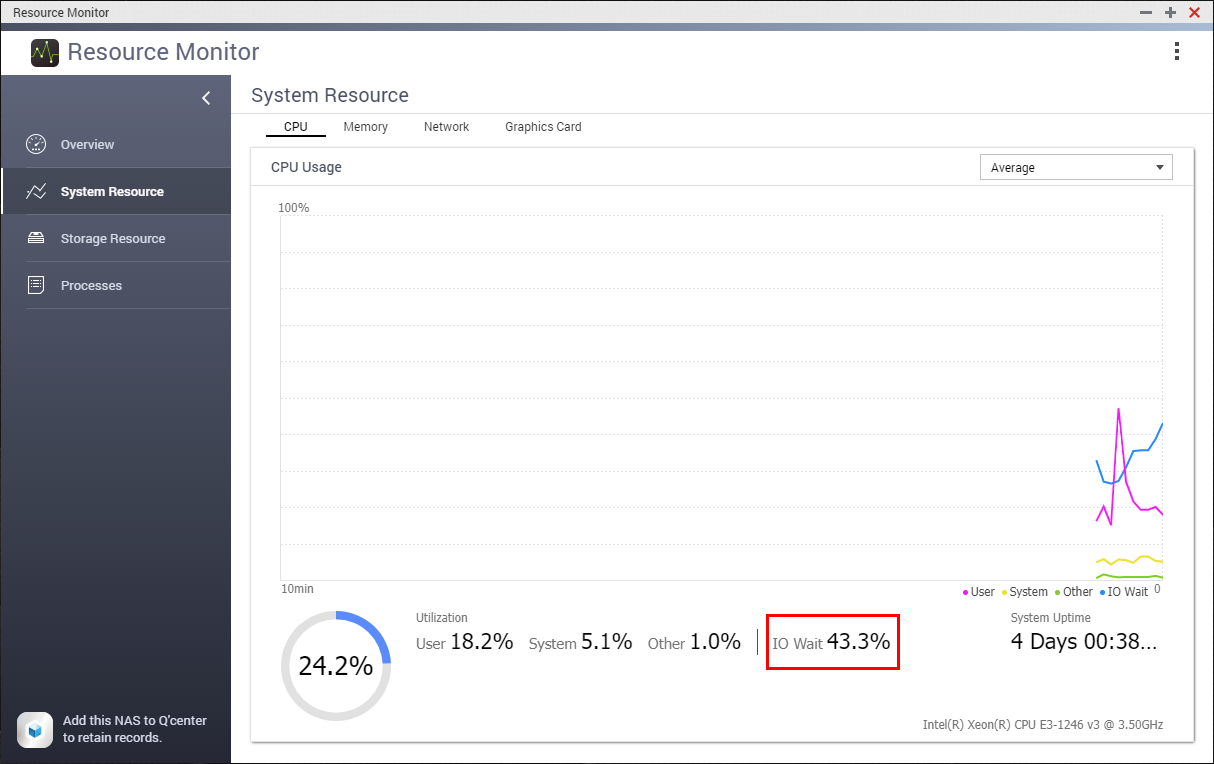 Resource Monitor
Resource Monitor
Overview
System Resource
Storage Resource
Processes
Add this NAS to Q'center
to retain records.
System Resource
CPU Memory Network Graphics Card
CPU Usage
Average
100%
10min
0
User System Other IO Wait
Utilization
User 18.2% System 5.1% Other 1.0% IO Wait 43.3%
24.2%
System Uptime
4 Days 00:38...
Intel(R) Xeon(R) CPU E3-1246 v3 @ 3.50GHz